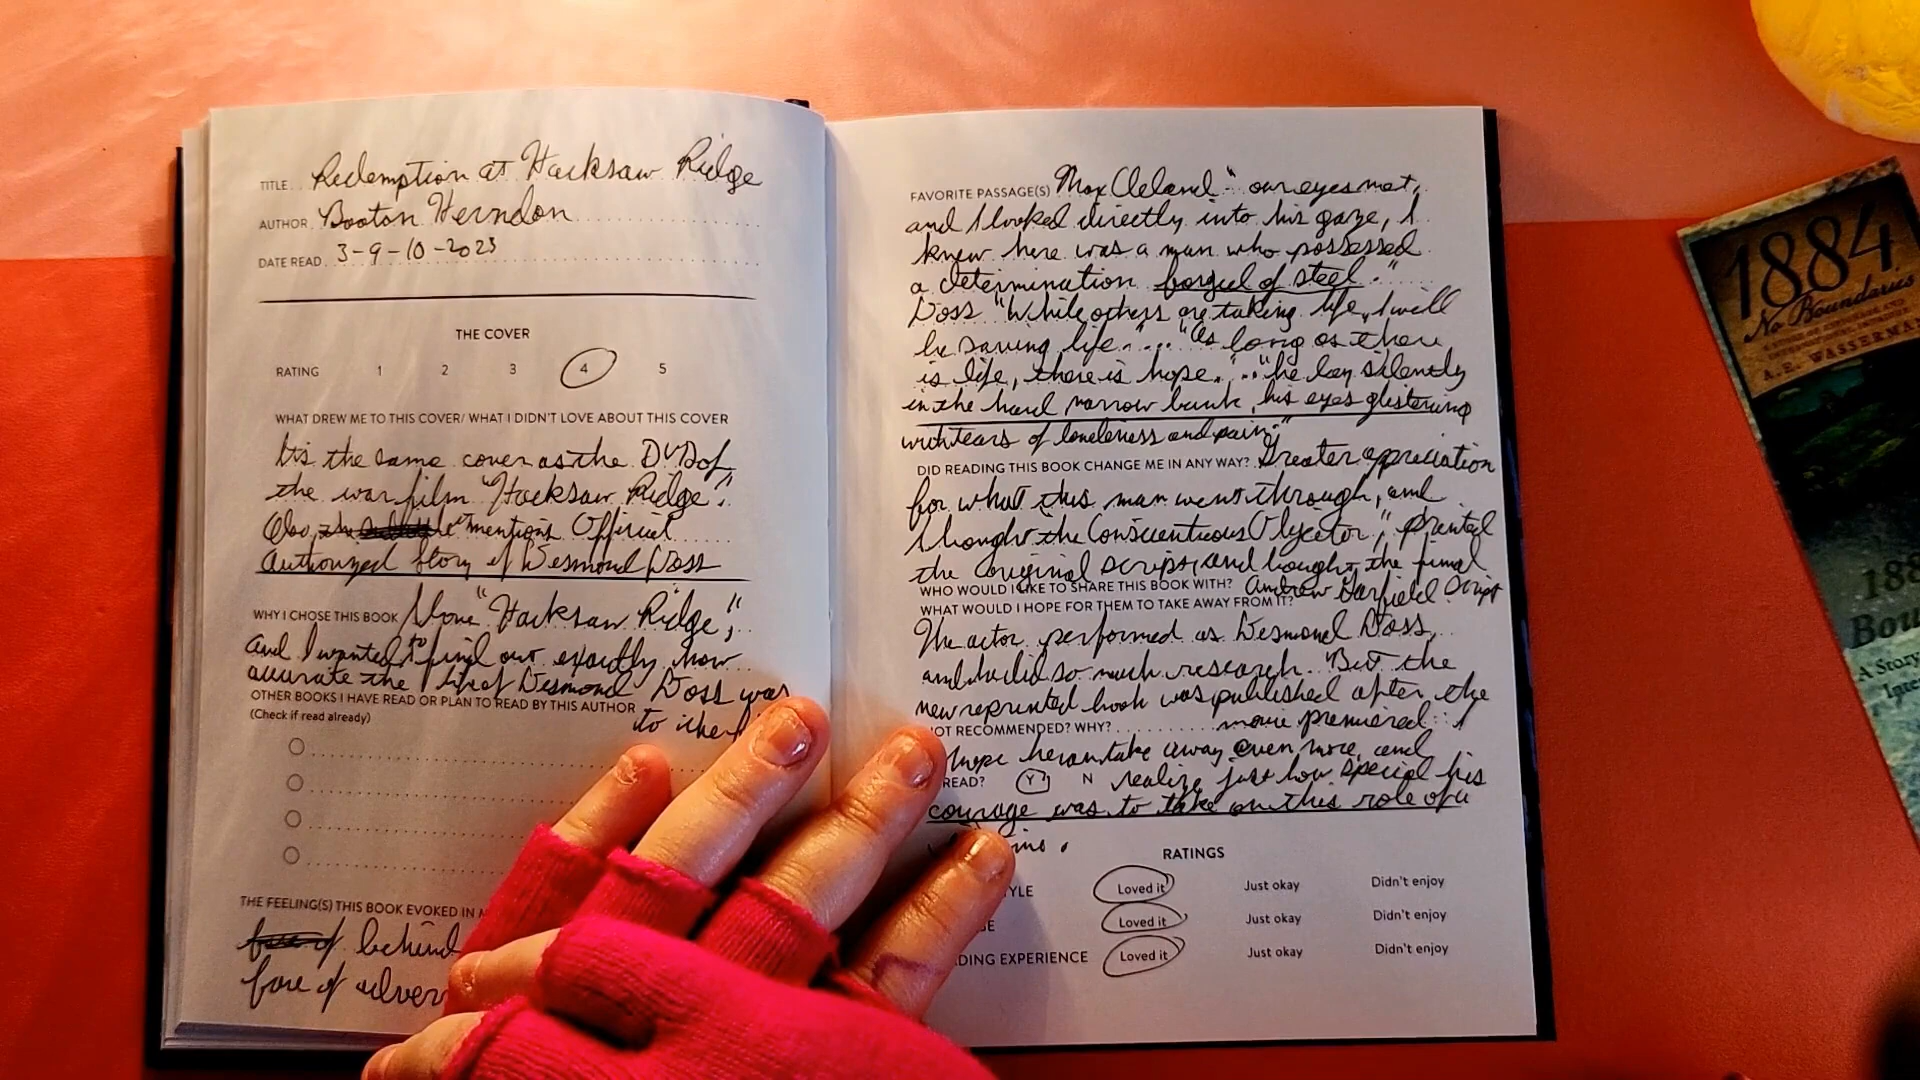 TITLE Redemption at Hacksaw Ridge
AUTHOR Booton Herndon
DATE READ 3-9-10-2023
THE COVER
RATING 1 2 3 4 5
WHAT DREW ME TO THIS COVER/ WHAT I DIDN'T LOVE ABOUT THIS COVER
It's the same cover as the DVD of
the war film "Hacksaw Ridge".
Also it mentions Official
Authorized Story of Desmond Doss
WHY I CHOSE THIS BOOK I love "Hacksaw Ridge,"
and I wanted to find out exactly how
accurate the life of Desmond Doss was
OTHER BOOKS I HAVE READ OR PLAN TO READ BY THIS AUTHOR
to the
(Check if read already)
THE FEELING(S) THIS BOOK EVOKED IN
of behind
face of
FAVORITE PASSAGE(S) Max Cleland "our eyes met,
and I looked directly into his gaze, I
knew here was a man who possessed
a determination forged of steel."
Doss "While others are taking life, I will
be saving life."... "As long as there
is life, there is hope."..."he lay silently
in the hard narrow bunk, his eyes glistening
with tears of loneliness and pain."
DID READING THIS BOOK CHANGE ME IN ANY WAY? Greater appreciation
for what this man went through, and
I bought the Conscientious Objector," printed
the original script, and bought the final
WHO WOULD I LIKE TO SHARE THIS BOOK WITH? Andrew Garfield Script
WHAT WOULD I HOPE FOR THEM TO TAKE AWAY FROM IT?
The actor performed as Desmond Doss,
and he did so much research. But the
new reprinted book was published after the
OT RECOMMENDED? WHY? movie premiered. I
hope he can take away even more, and
READ? Y N realize just how special his
courage was to take on this role of a
RATINGS
YLE Loved it Just okay Didn't enjoy
GE Loved it Just okay Didn't enjoy
DING EXPERIENCE Loved it Just okay Didn't enjoy
1884
No Boundaries
A.E. WASSERMAN
188
Bou
A Story